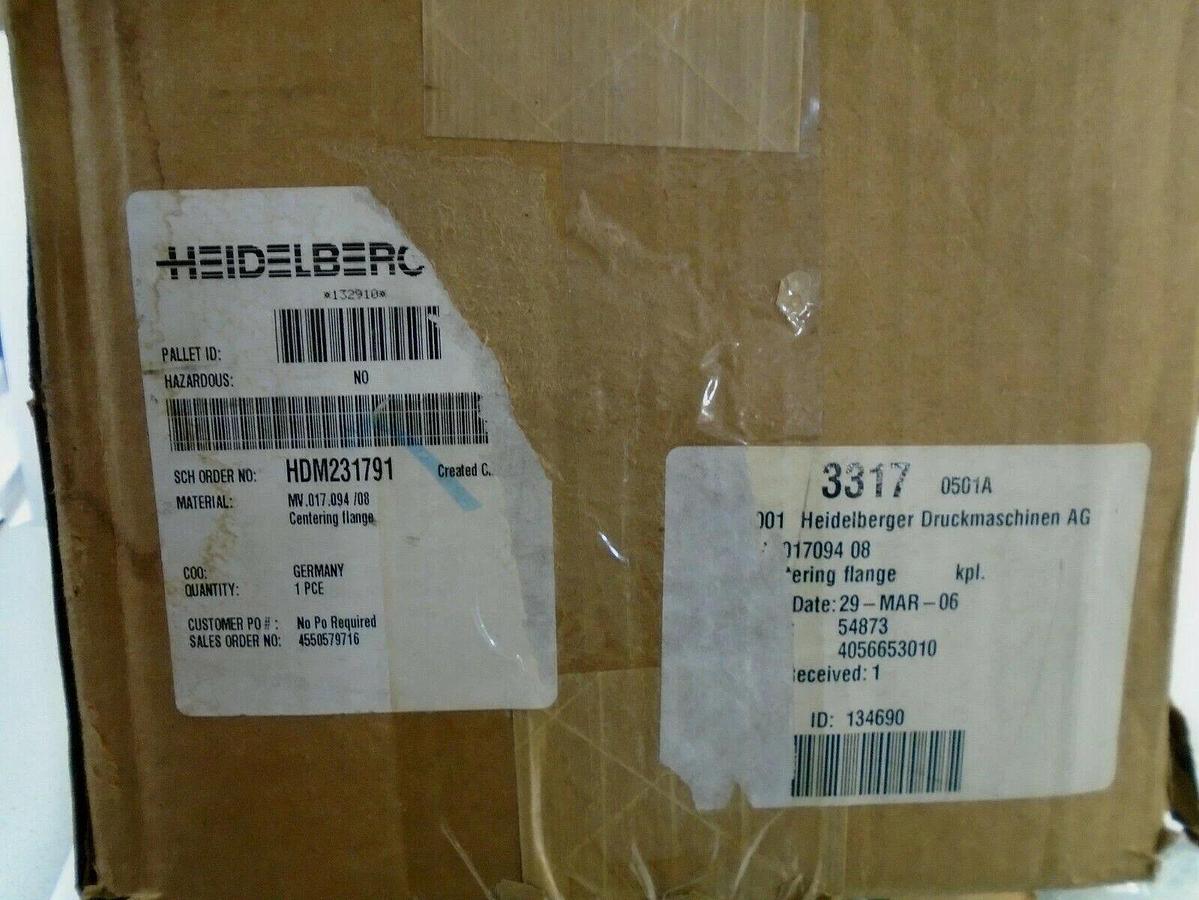 HEIDELBERG
*132910*
PALLET ID:
HAZARDOUS: NO
SCH ORDER NO: HDM231791 Created C..
MATERIAL: MV.017.094 /08
Centering flange
COO: GERMANY
QUANTITY: 1 PCE
CUSTOMER PO # : No Po Required
SALES ORDER NO: 4550579716
3317 0501A
001 Heidelberger Druckmaschinen AG
017094 08
ering flange kpl.
Date: 29-MAR-06
54873
4056653010
eceived: 1
ID: 134690